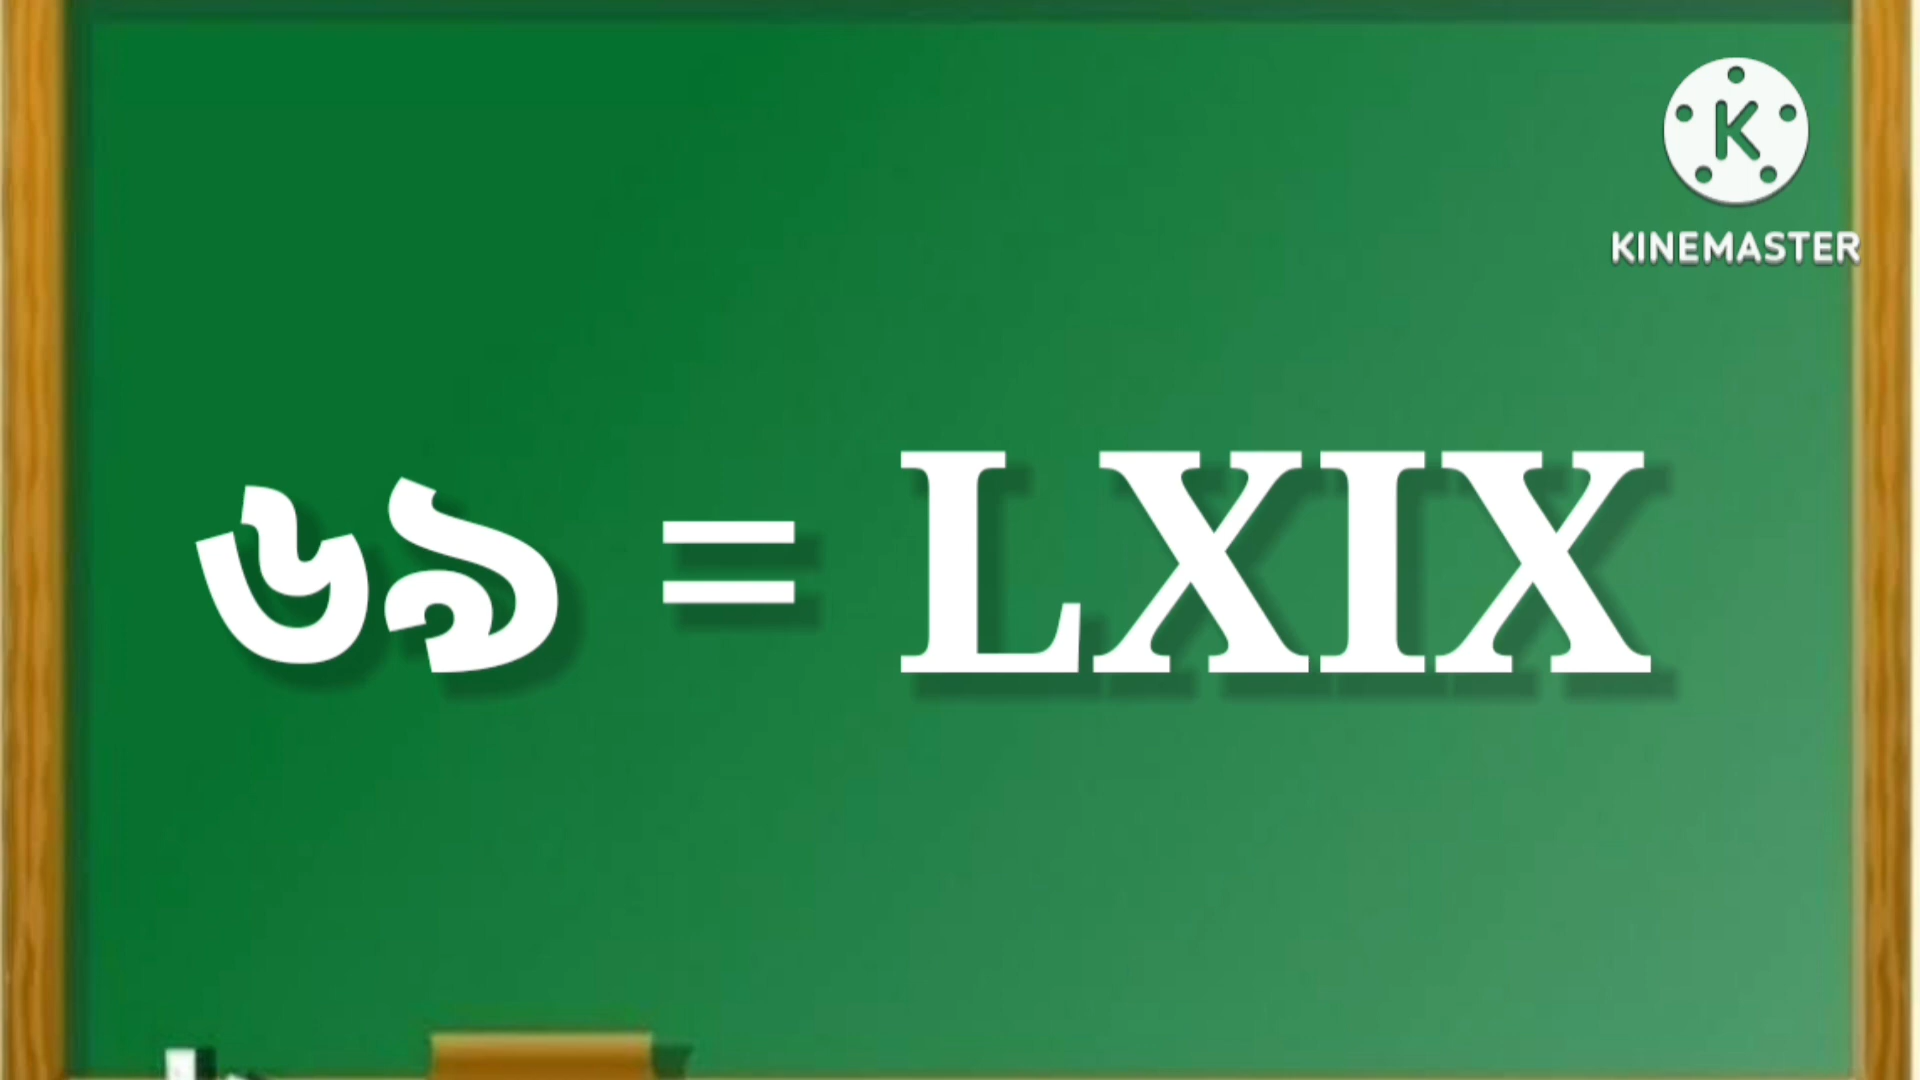 K
KINEMASTER
৬৯ = LXIX